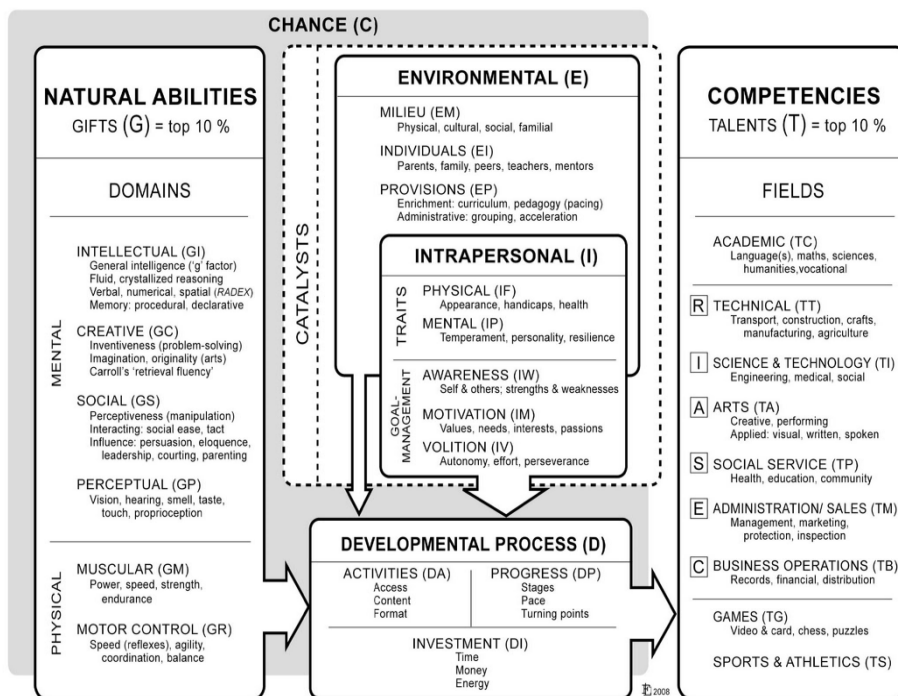 CHANCE (C)
NATURAL ABILITIES
GIFTS (G) = top 10 %
DOMAINS
MENTAL
INTELLECTUAL (GI)
General intelligence ('g' factor)
Fluid, crystallized reasoning
Verbal, numerical, spatial (RADEX)
Memory: procedural, declarative
CREATIVE (GC)
Inventiveness (problem-solving)
Imagination, originality (arts)
Carroll's 'retrieval fluency'
SOCIAL (GS)
Perceptiveness (manipulation)
Interacting: social ease, tact
Influence: persuasion, eloquence,
leadership, courting, parenting
PERCEPTUAL (GP)
Vision, hearing, smell, taste,
touch, proprioception
PHYSICAL
MUSCULAR (GM)
Power, speed, strength,
endurance
MOTOR CONTROL (GR)
Speed (reflexes), agility,
coordination, balance
CATALYSTS
ENVIRONMENTAL (E)
MILIEU (EM)
Physical, cultural, social, familial
INDIVIDUALS (EI)
Parents, family, peers, teachers, mentors
PROVISIONS (EP)
Enrichment: curriculum, pedagogy (pacing)
Administrative: grouping, acceleration
INTRAPERSONAL (I)
TRAITS
PHYSICAL (IF)
Appearance, handicaps, health
MENTAL (IP)
Temperament, personality, resilience
GOAL-
MANAGEMENT
AWARENESS (IW)
Self & others; strengths & weaknesses
MOTIVATION (IM)
Values, needs, interests, passions
VOLITION (IV)
Autonomy, effort, perseverance
DEVELOPMENTAL PROCESS (D)
ACTIVITIES (DA)
Access
Content
Format
PROGRESS (DP)
Stages
Pace
Turning points
INVESTMENT (DI)
Time
Money
Energy
2008
COMPETENCIES
TALENTS (T) = top 10 %
FIELDS
ACADEMIC (TC)
Language(s), maths, sciences,
humanities,vocational
R TECHNICAL (TT)
Transport, construction, crafts,
manufacturing, agriculture
I SCIENCE & TECHNOLOGY (TI)
Engineering, medical, social
A ARTS (TA)
Creative, performing
Applied: visual, written, spoken
S SOCIAL SERVICE (TP)
Health, education, community
E ADMINISTRATION/ SALES (TM)
Management, marketing,
protection, inspection
C BUSINESS OPERATIONS (TB)
Records, financial, distribution
GAMES (TG)
Video & card, chess, puzzles
SPORTS & ATHLETICS (TS)